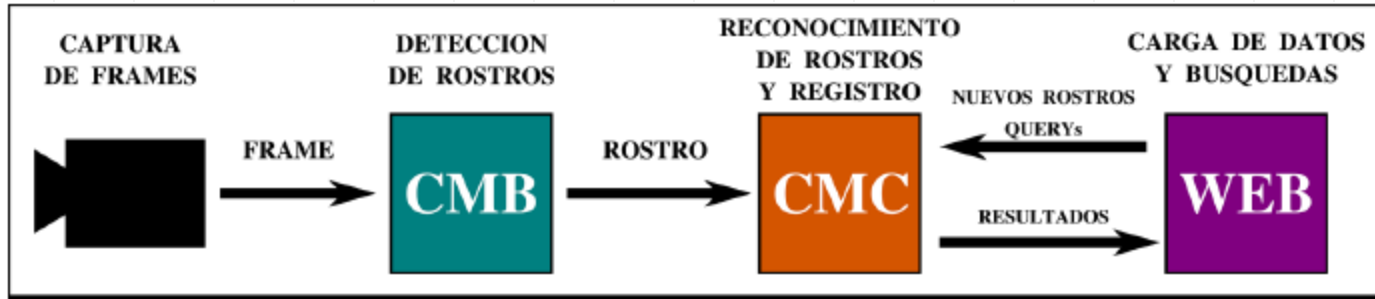 CAPTURA
DE FRAMES
DETECCION
DE ROSTROS
RECONOCIMIENTO
DE ROSTROS
Y REGISTRO
CARGA DE DATOS
Y BUSQUEDAS
FRAME
CMB
ROSTRO
CMC
NUEVOS ROSTROS
QUERYs
RESULTADOS
WEB